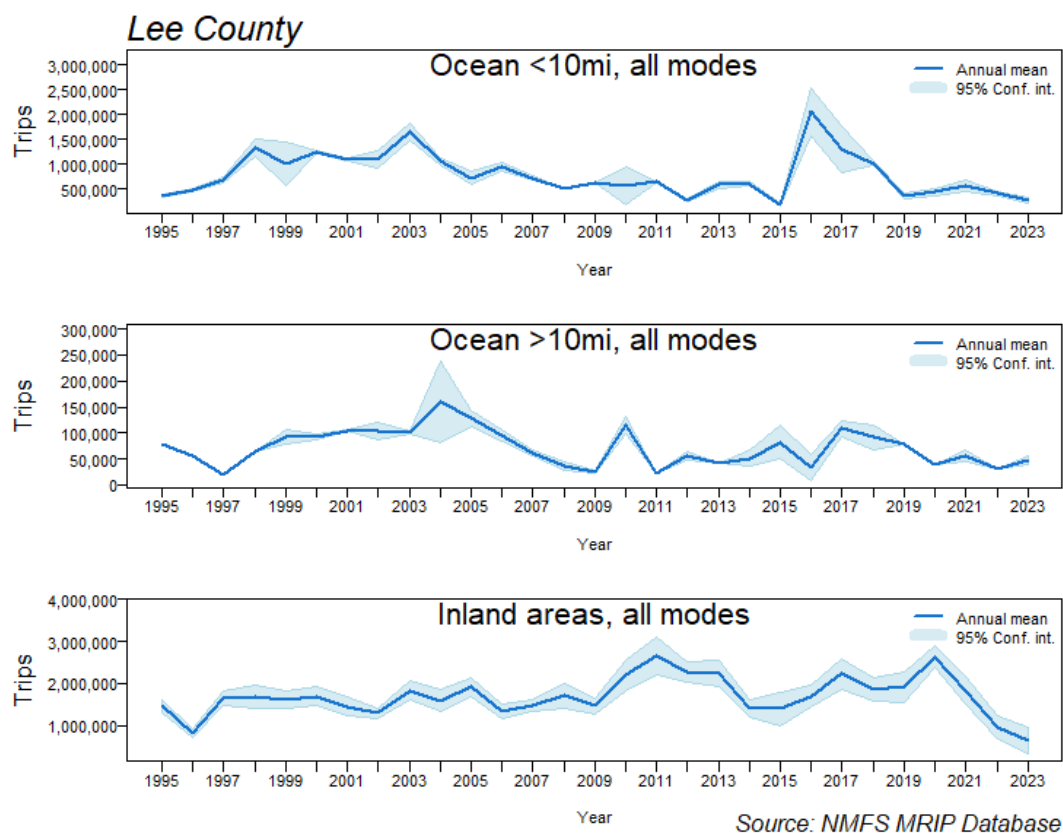 Lee County
Ocean <10mi, all modes
Annual mean
95% Conf. int.
Trips
3,000,000
2,500,000
2,000,000
1,500,000
1,000,000
500,000
1995 1997 1999 2001 2003 2005 2007 2009 2011 2013 2015 2017 2019 2021 2023
Year
Ocean >10mi, all modes
Annual mean
95% Conf. int.
Trips
300,000
250,000
200,000
150,000
100,000
50,000
0
1995 1997 1999 2001 2003 2005 2007 2009 2011 2013 2015 2017 2019 2021 2023
Year
Inland areas, all modes
Annual mean
95% Conf. int.
Trips
4,000,000
3,000,000
2,000,000
1,000,000
1995 1997 1999 2001 2003 2005 2007 2009 2011 2013 2015 2017 2019 2021 2023
Year
Source: NMFS MRIP Database